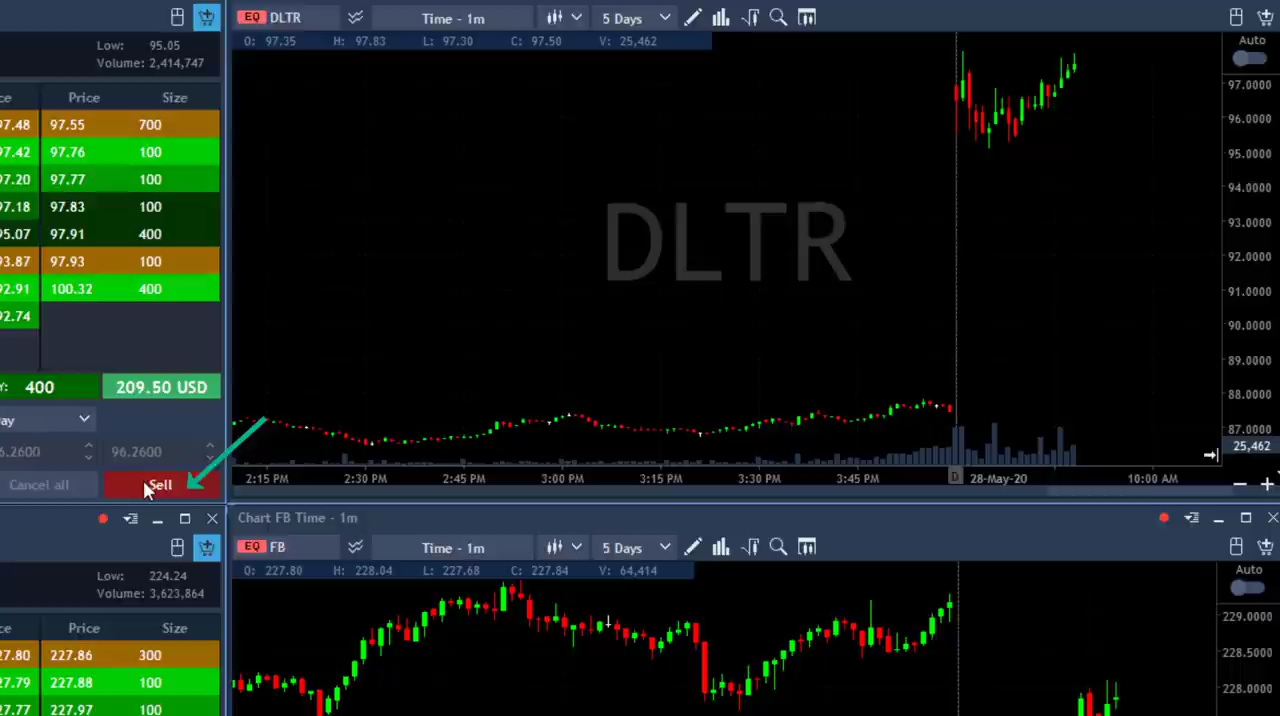 EQ DLTR Time - 1m 5 Days
Low: 95.05
Volume: 2,414,747
O: 97.35 H: 97.83 L: 97.30 C: 97.50 V: 25,462
Auto
ce Price Size
97.48 97.55 700
97.42 97.76 100
97.20 97.77 100
97.18 97.83 100
95.07 97.91 400
93.87 97.93 100
92.91 100.32 400
92.74
Y: 400 209.50 USD
ay
6.2600 96.2600
Cancel all Sell
DLTR
97.0000
96.0000
95.0000
94.0000
93.0000
92.0000
91.0000
90.0000
89.0000
88.0000
87.0000
25,462
2:15 PM 2:30 PM 2:45 PM 3:00 PM 3:15 PM 3:30 PM 3:45 PM D 28-May-20 10:00 AM
Chart FB Time - 1m
EQ FB Time - 1m 5 Days
Low: 224.24
Volume: 3,623,864
O: 227.80 H: 228.04 L: 227.68 C: 227.84 V: 64,414
Auto
ce Price Size
27.80 227.86 300
27.79 227.88 100
27.77 227.97 100
229.0000
228.5000
228.0000